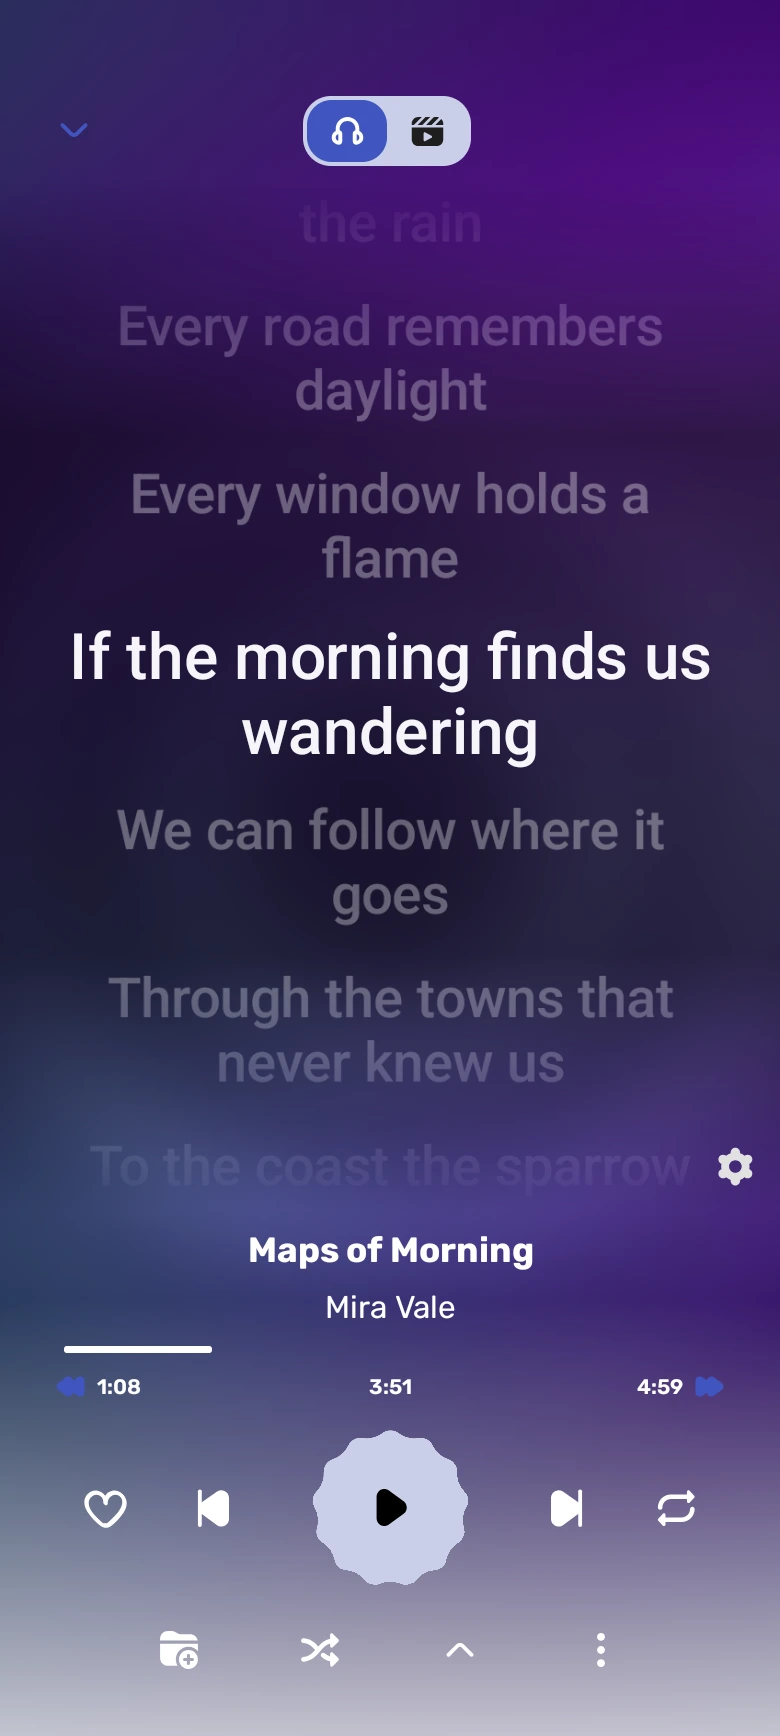 the rain
Every road remembers
daylight
Every window holds a
flame
If the morning finds us
wandering
We can follow where it
goes
Through the towns that
never knew us
To the coast the sparrow
Maps of Morning
Mira Vale
1:08 3:51 4:59